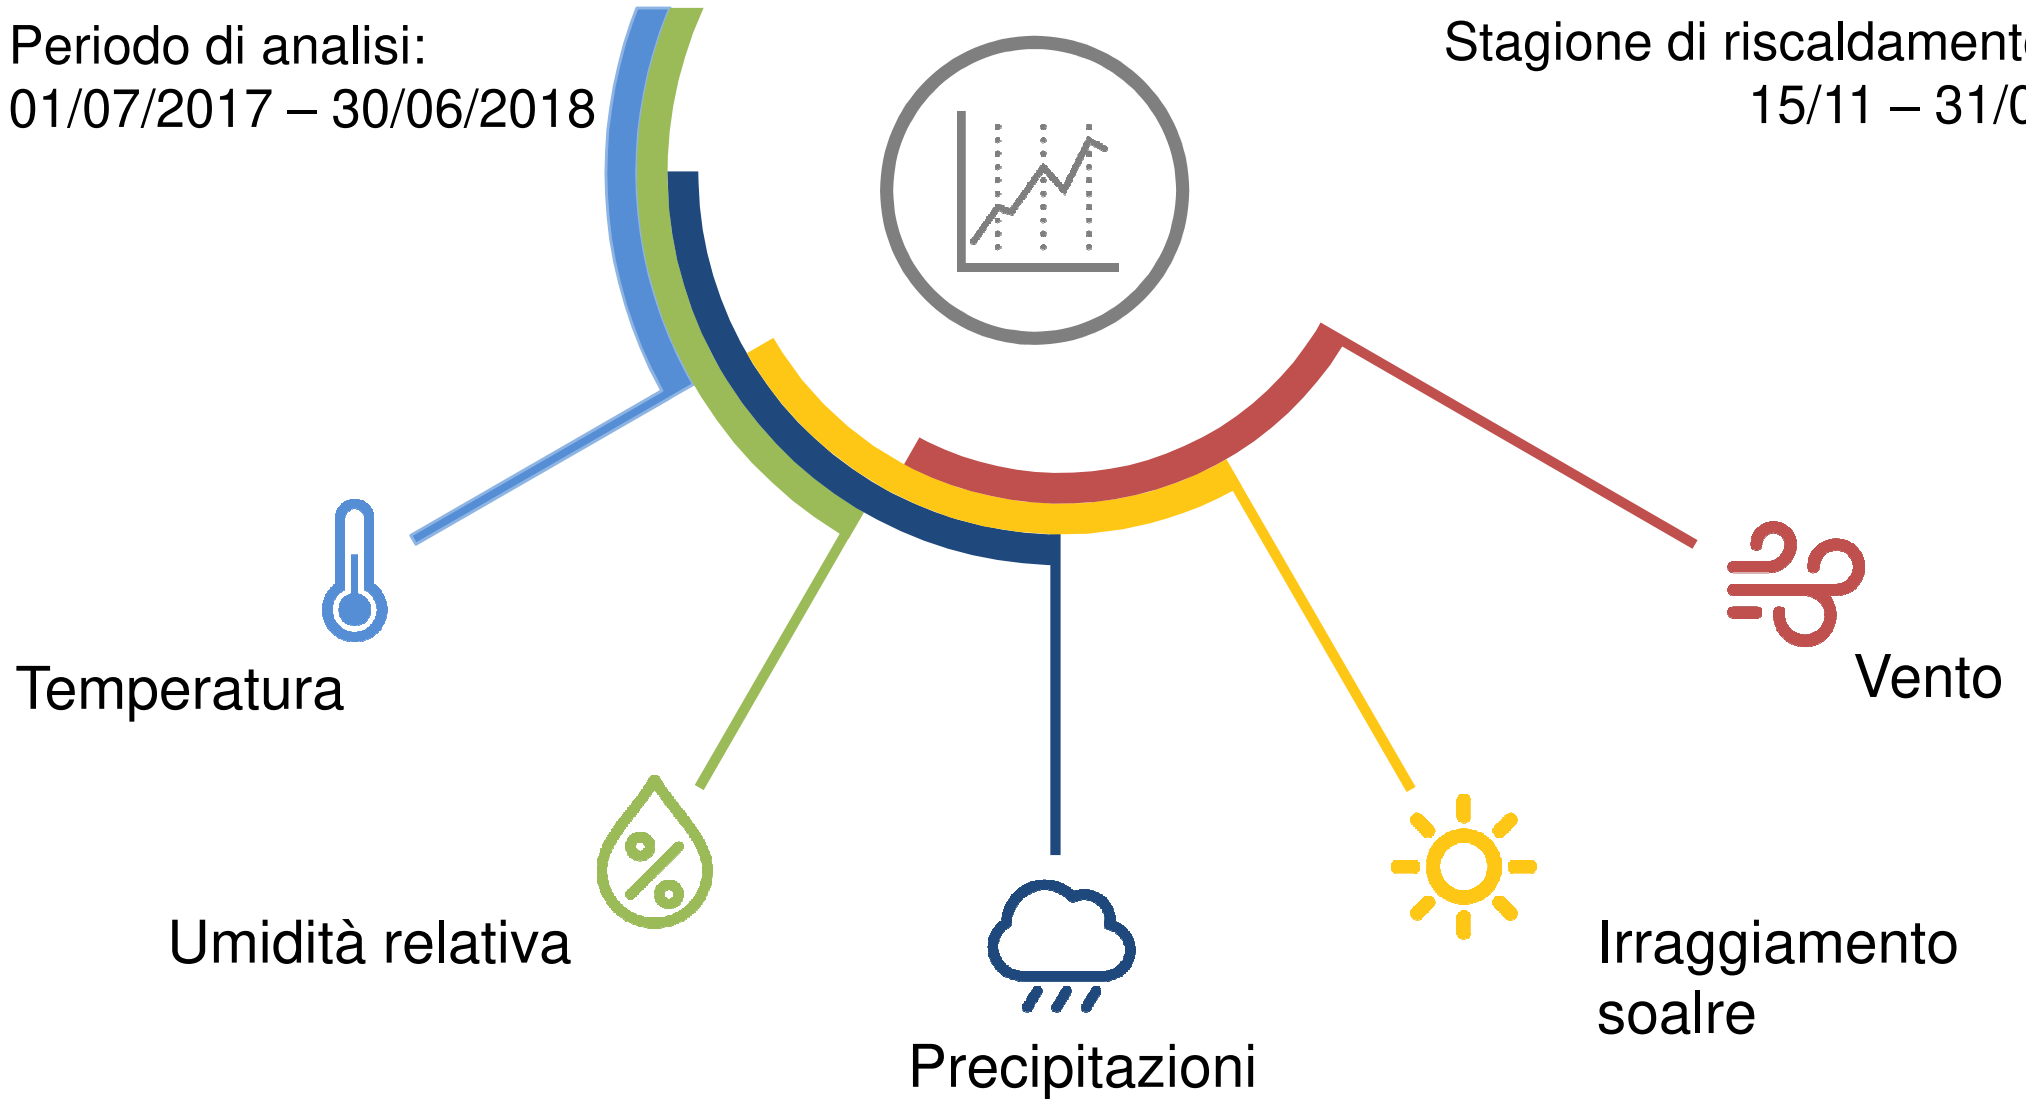 Periodo di analisi:
01/07/2017 – 30/06/2018
Stagione di riscaldamento
15/11 – 31/0
Temperatura
Vento
Umidità relativa
Irraggiamento
soalre
Precipitazioni